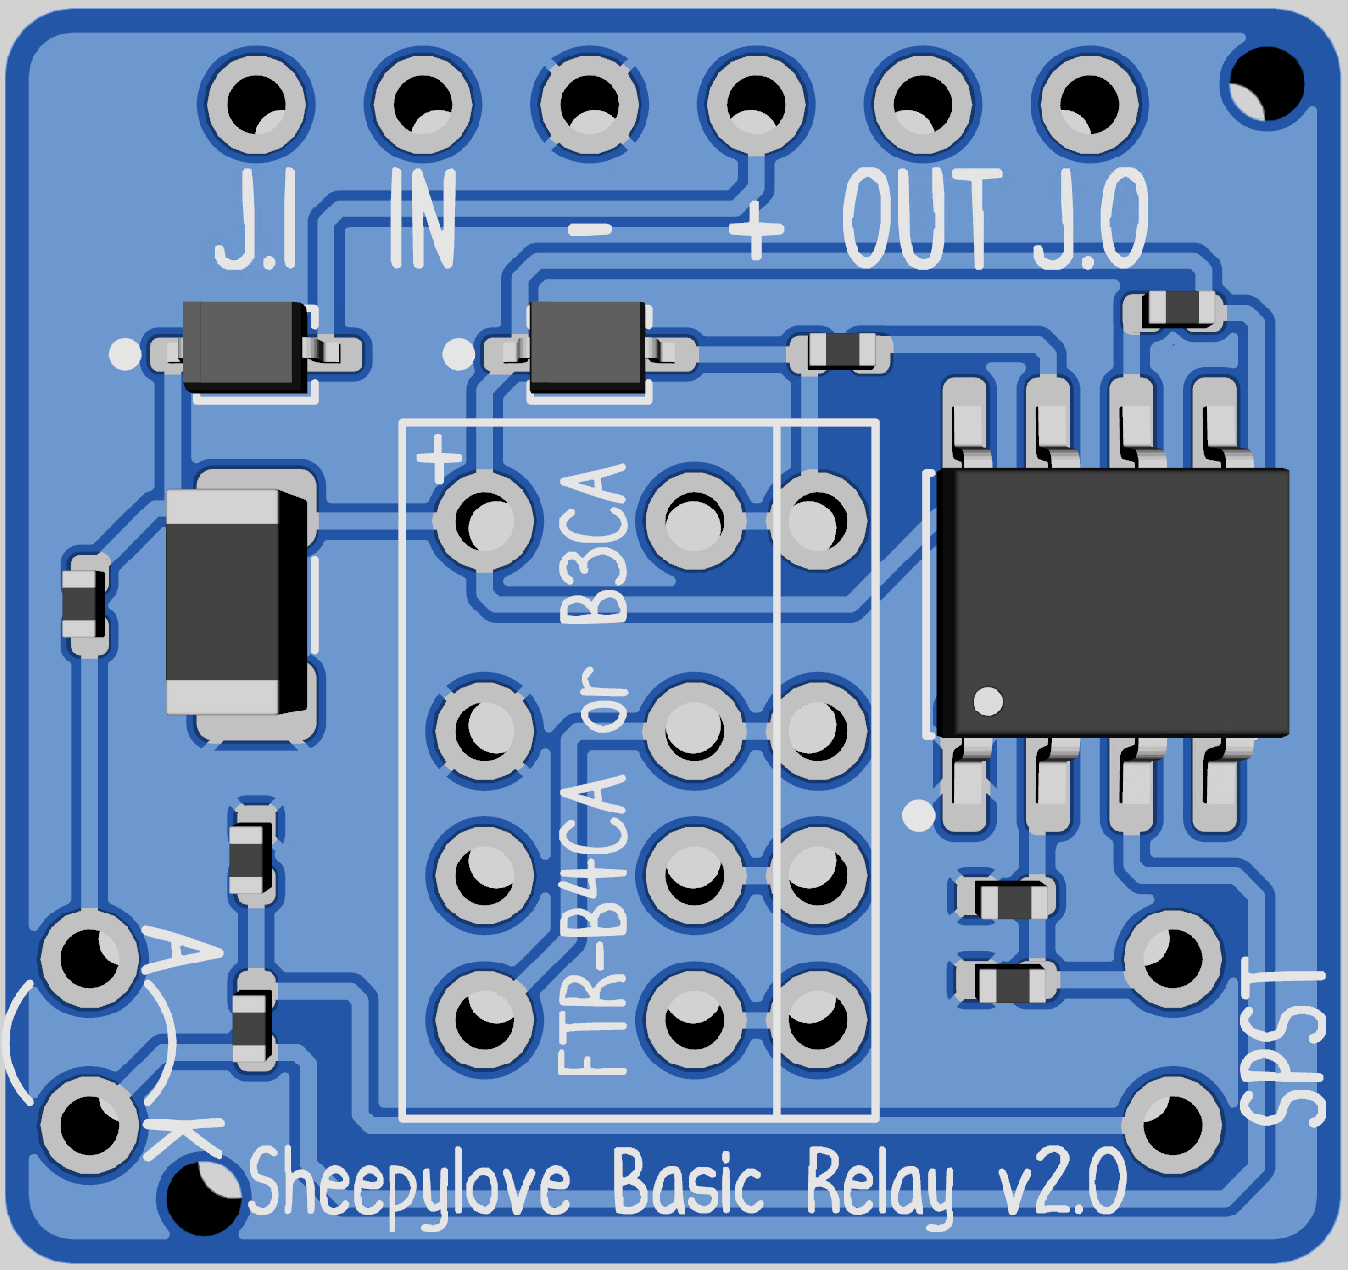 J.I IN - + OUT J.O
+
FTR-B4CA or B3CA
A
K
SPST
Sheepylove Basic Relay v2.0